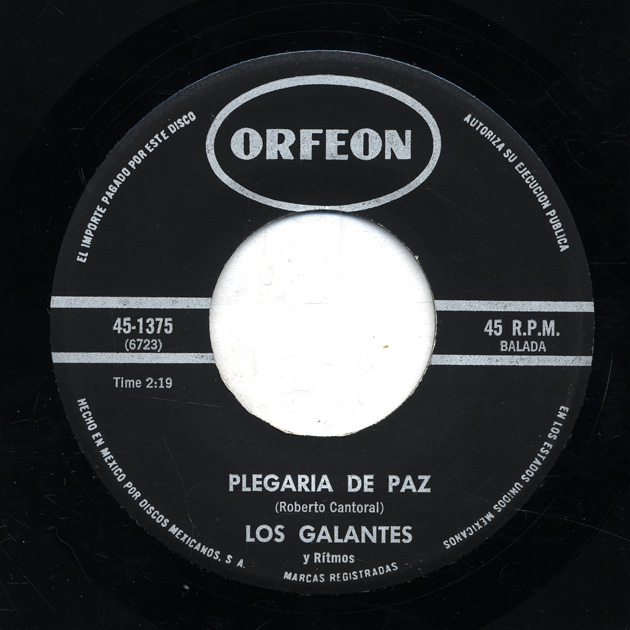 ORFEON
EL IMPORTE PAGADO POR ESTE DISCO
AUTORIZA SU EJECUCION PUBLICA
45-1375
(6723)
45 R.P.M.
BALADA
Time 2:19
PLEGARIA DE PAZ
(Roberto Cantoral)
LOS GALANTES
y Rítmos
HECHO EN MEXICO POR DISCOS MEXICANOS, S A.
MARCAS REGISTRADAS
EN LOS ESTADOS UNIDOS MEXICANOS